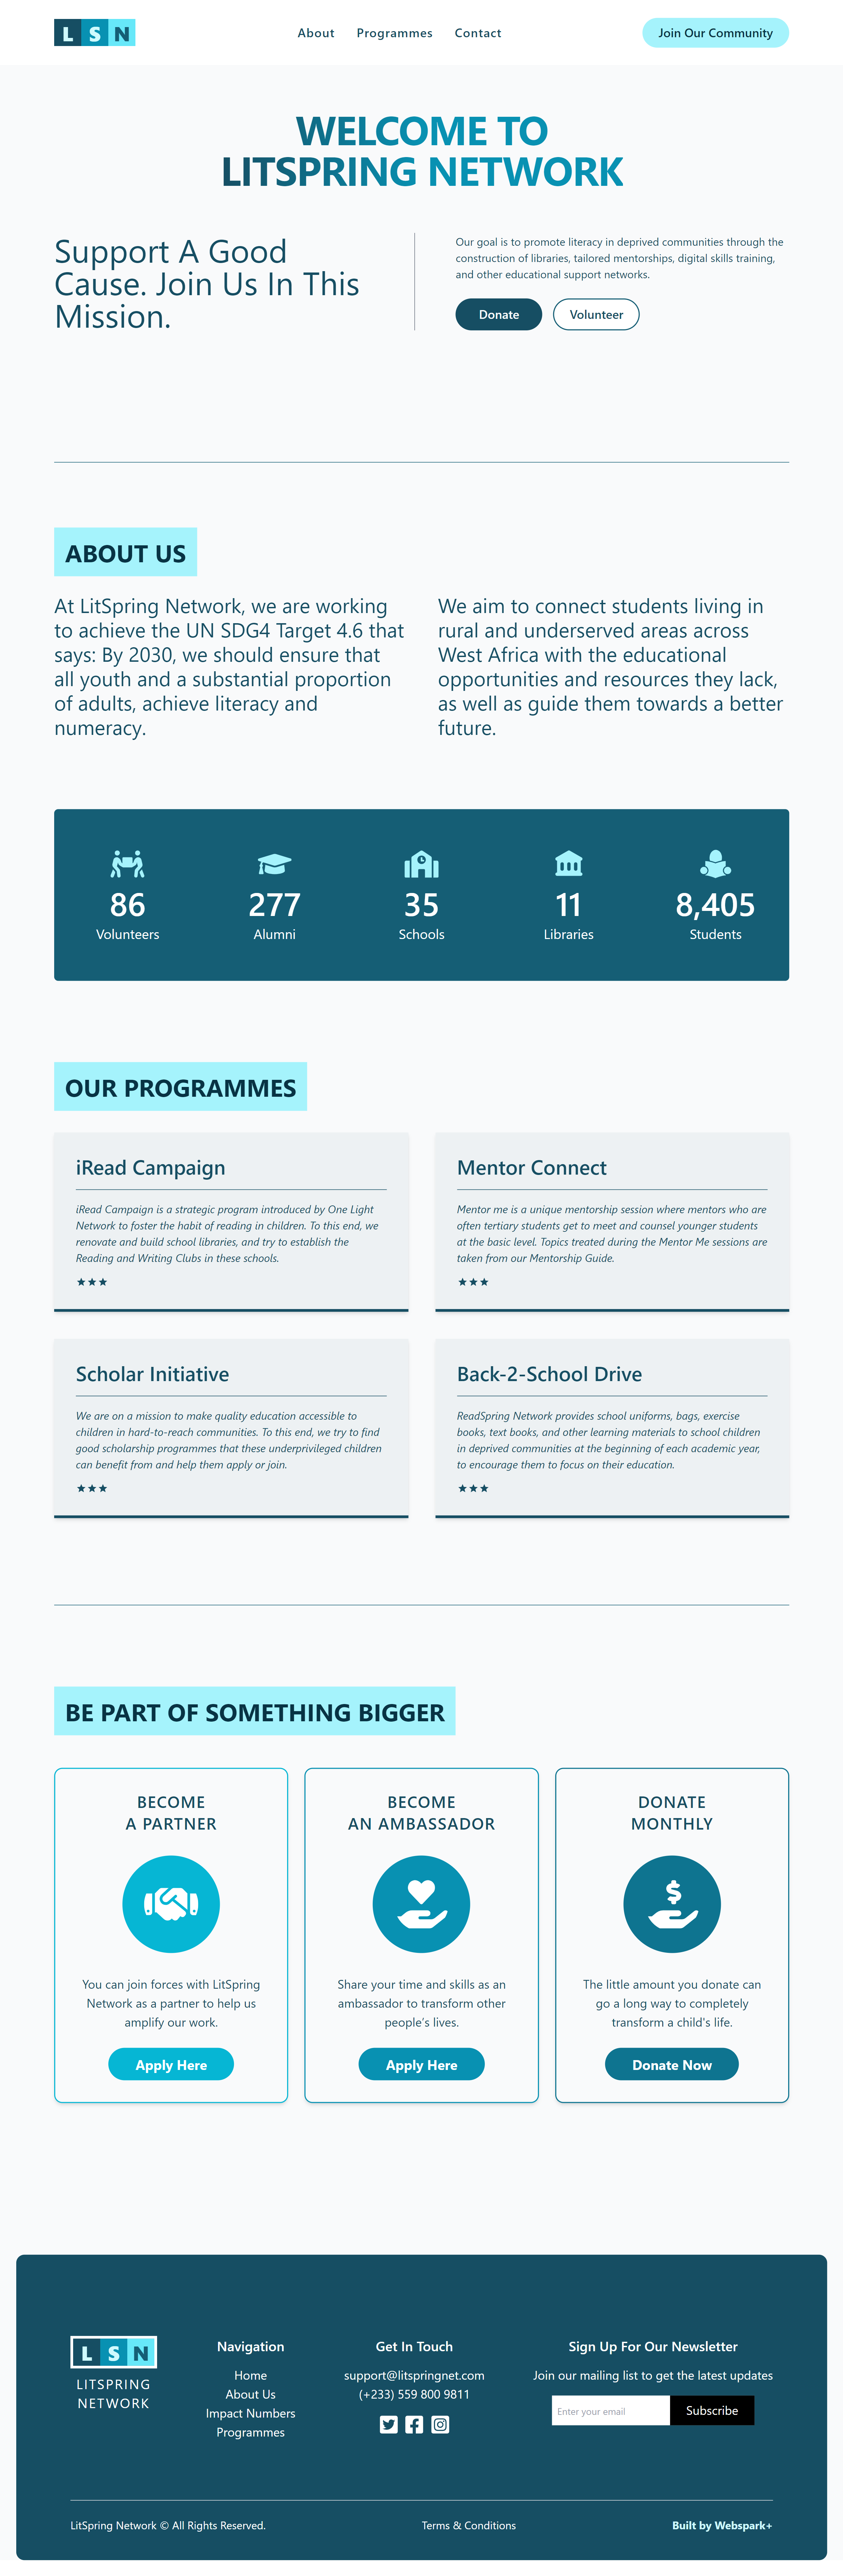 LSN
About
Programmes
Contact
Join Our Community
WELCOME TO
LITSPRING NETWORK
Support A Good
Cause. Join Us In This
Mission.
Our goal is to promote literacy in deprived communities through the
construction of libraries, tailored mentorships, digital skills training,
and other educational support networks.
Donate
Volunteer
ABOUT US
At LitSpring Network, we are working
to achieve the UN SDG4 Target 4.6 that
says: By 2030, we should ensure that
all youth and a substantial proportion
of adults, achieve literacy and
numeracy.
We aim to connect students living in
rural and underserved areas across
West Africa with the educational
opportunities and resources they lack,
as well as guide them towards a better
future.
86
Volunteers
277
Alumni
35
Schools
11
Libraries
8,405
Students
OUR PROGRAMMES
iRead Campaign
iRead Campaign is a strategic program introduced by One Light
Network to foster the habit of reading in children. To this end, we
renovate and build school libraries, and try to establish the
Reading and Writing Clubs in these schools.
Mentor Connect
Mentor me is a unique mentorship session where mentors who are
often tertiary students get to meet and counsel younger students
at the basic level. Topics treated during the Mentor Me sessions are
taken from our Mentorship Guide.
Scholar Initiative
We are on a mission to make quality education accessible to
children in hard-to-reach communities. To this end, we try to find
good scholarship programmes that these underprivileged children
can benefit from and help them apply or join.
Back-2-School Drive
ReadSpring Network provides school uniforms, bags, exercise
books, text books, and other learning materials to school children
in deprived communities at the beginning of each academic year,
to encourage them to focus on their education.
BE PART OF SOMETHING BIGGER
BECOME
A PARTNER
You can join forces with LitSpring
Network as a partner to help us
amplify our work.
Apply Here
BECOME
AN AMBASSADOR
Share your time and skills as an
ambassador to transform other
people's lives.
Apply Here
DONATE
MONTHLY
The little amount you donate can
go a long way to completely
transform a child's life.
Donate Now
LSN
LITSPRING
NETWORK
Navigation
Home
About Us
Impact Numbers
Programmes
Get In Touch
support@litspringnet.com
(+233) 559 800 9811
Sign Up For Our Newsletter
Join our mailing list to get the latest updates
Enter your email
Subscribe
LitSpring Network © All Rights Reserved.
Terms & Conditions
Built by Webspark+